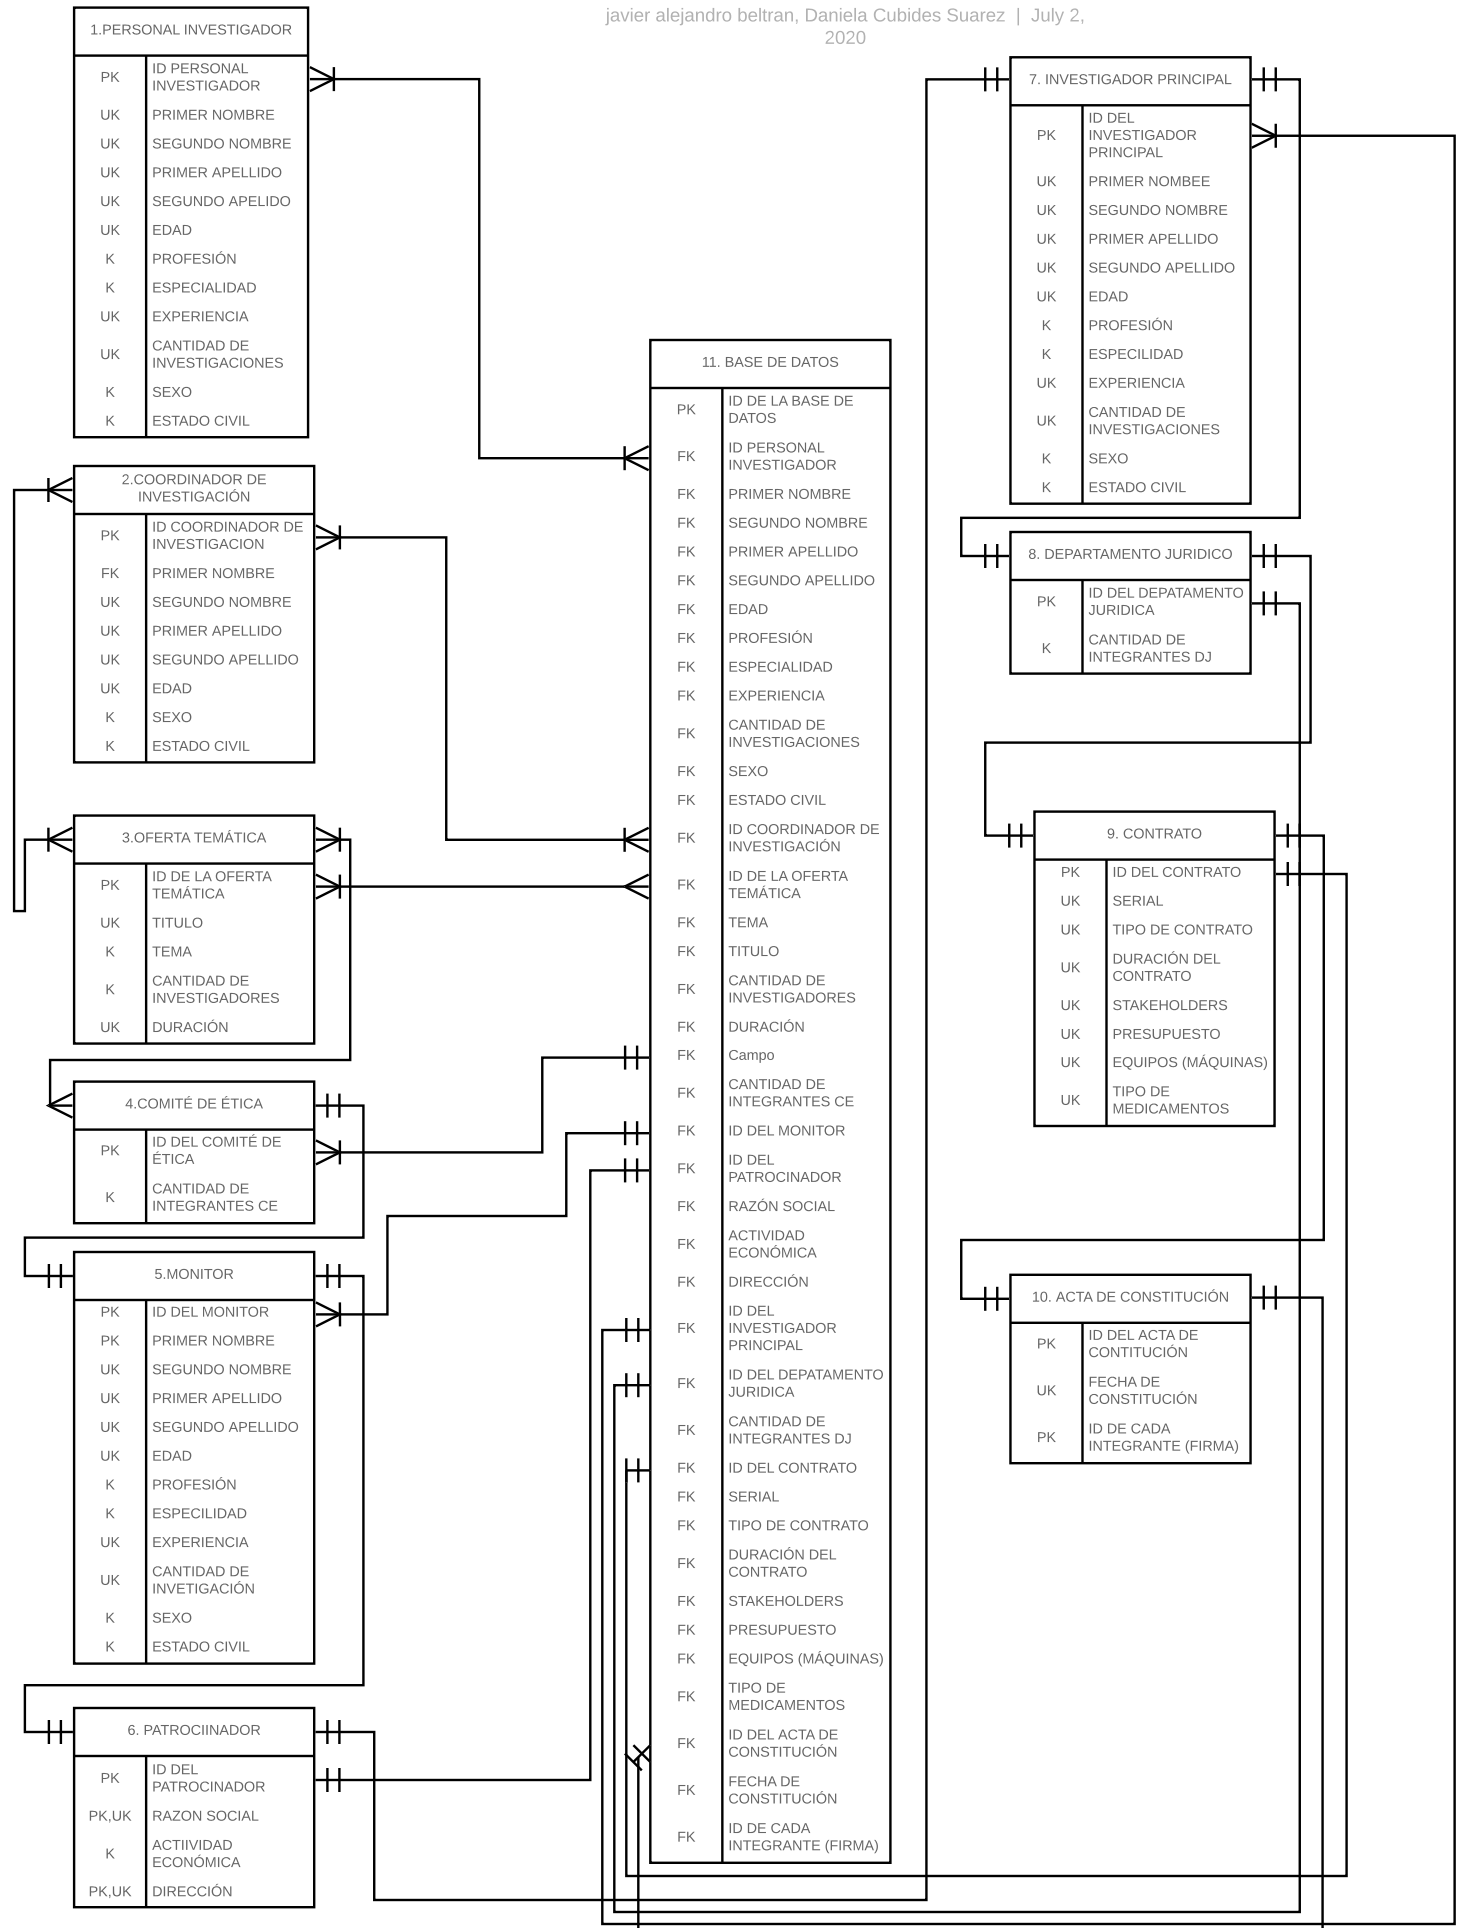 javier alejandro beltran, Daniela Cubides Suarez | July 2,
2020
1.PERSONAL INVESTIGADOR
PK ID PERSONAL
INVESTIGADOR
UK PRIMER NOMBRE
UK SEGUNDO NOMBRE
UK PRIMER APELLIDO
UK SEGUNDO APELIDO
UK EDAD
K PROFESIÓN
K ESPECIALIDAD
UK EXPERIENCIA
UK CANTIDAD DE
INVESTIGACIONES
K SEXO
K ESTADO CIVIL
2.COORDINADOR DE
INVESTIGACIÓN
PK ID COORDINADOR DE
INVESTIGACION
FK PRIMER NOMBRE
UK SEGUNDO NOMBRE
UK PRIMER APELLIDO
UK SEGUNDO APELLIDO
UK EDAD
K SEXO
K ESTADO CIVIL
3.OFERTA TEMÁTICA
PK ID DE LA OFERTA
TEMÁTICA
UK TITULO
K TEMA
K CANTIDAD DE
INVESTIGADORES
UK DURACIÓN
4.COMITÉ DE ÉTICA
PK ID DEL COMITÉ DE
ÉTICA
K CANTIDAD DE
INTEGRANTES CE
5.MONITOR
PK ID DEL MONITOR
PK PRIMER NOMBRE
UK SEGUNDO NOMBRE
UK PRIMER APELLIDO
UK SEGUNDO APELLIDO
UK EDAD
K PROFESIÓN
K ESPECILIDAD
UK EXPERIENCIA
UK CANTIDAD DE
INVETIGACIÓN
K SEXO
K ESTADO CIVIL
6. PATROCIINADOR
PK ID DEL
PATROCINADOR
PK,UK RAZON SOCIAL
K ACTIIVIDAD
ECONÓMICA
PK,UK DIRECCIÓN
11. BASE DE DATOS
PK ID DE LA BASE DE
DATOS
FK ID PERSONAL
INVESTIGADOR
FK PRIMER NOMBRE
FK SEGUNDO NOMBRE
FK PRIMER APELLIDO
FK SEGUNDO APELLIDO
FK EDAD
FK PROFESIÓN
FK ESPECIALIDAD
FK EXPERIENCIA
FK CANTIDAD DE
INVESTIGACIONES
FK SEXO
FK ESTADO CIVIL
FK ID COORDINADOR DE
INVESTIGACIÓN
FK ID DE LA OFERTA
TEMÁTICA
FK TEMA
FK TITULO
FK CANTIDAD DE
INVESTIGADORES
FK DURACIÓN
FK Campo
FK CANTIDAD DE
INTEGRANTES CE
FK ID DEL MONITOR
FK ID DEL
PATROCINADOR
FK RAZÓN SOCIAL
FK ACTIVIDAD
ECONÓMICA
FK DIRECCIÓN
FK ID DEL
INVESTIGADOR
PRINCIPAL
FK ID DEL DEPATAMENTO
JURIDICA
FK CANTIDAD DE
INTEGRANTES DJ
FK ID DEL CONTRATO
FK SERIAL
FK TIPO DE CONTRATO
FK DURACIÓN DEL
CONTRATO
FK STAKEHOLDERS
FK PRESUPUESTO
FK EQUIPOS (MÁQUINAS)
FK TIPO DE
MEDICAMENTOS
FK ID DEL ACTA DE
CONSTITUCIÓN
FK FECHA DE
CONSTITUCIÓN
FK ID DE CADA
INTEGRANTE (FIRMA)
7. INVESTIGADOR PRINCIPAL
PK ID DEL
INVESTIGADOR
PRINCIPAL
UK PRIMER NOMBEE
UK SEGUNDO NOMBRE
UK PRIMER APELLIDO
UK SEGUNDO APELLIDO
UK EDAD
K PROFESIÓN
K ESPECILIDAD
UK EXPERIENCIA
UK CANTIDAD DE
INVESTIGACIONES
K SEXO
K ESTADO CIVIL
8. DEPARTAMENTO JURIDICO
PK ID DEL DEPATAMENTO
JURIDICA
K CANTIDAD DE
INTEGRANTES DJ
9. CONTRATO
PK ID DEL CONTRATO
UK SERIAL
UK TIPO DE CONTRATO
UK DURACIÓN DEL
CONTRATO
UK STAKEHOLDERS
UK PRESUPUESTO
UK EQUIPOS (MÁQUINAS)
UK TIPO DE
MEDICAMENTOS
10. ACTA DE CONSTITUCIÓN
PK ID DEL ACTA DE
CONTITUCIÓN
UK FECHA DE
CONSTITUCIÓN
PK ID DE CADA
INTEGRANTE (FIRMA)